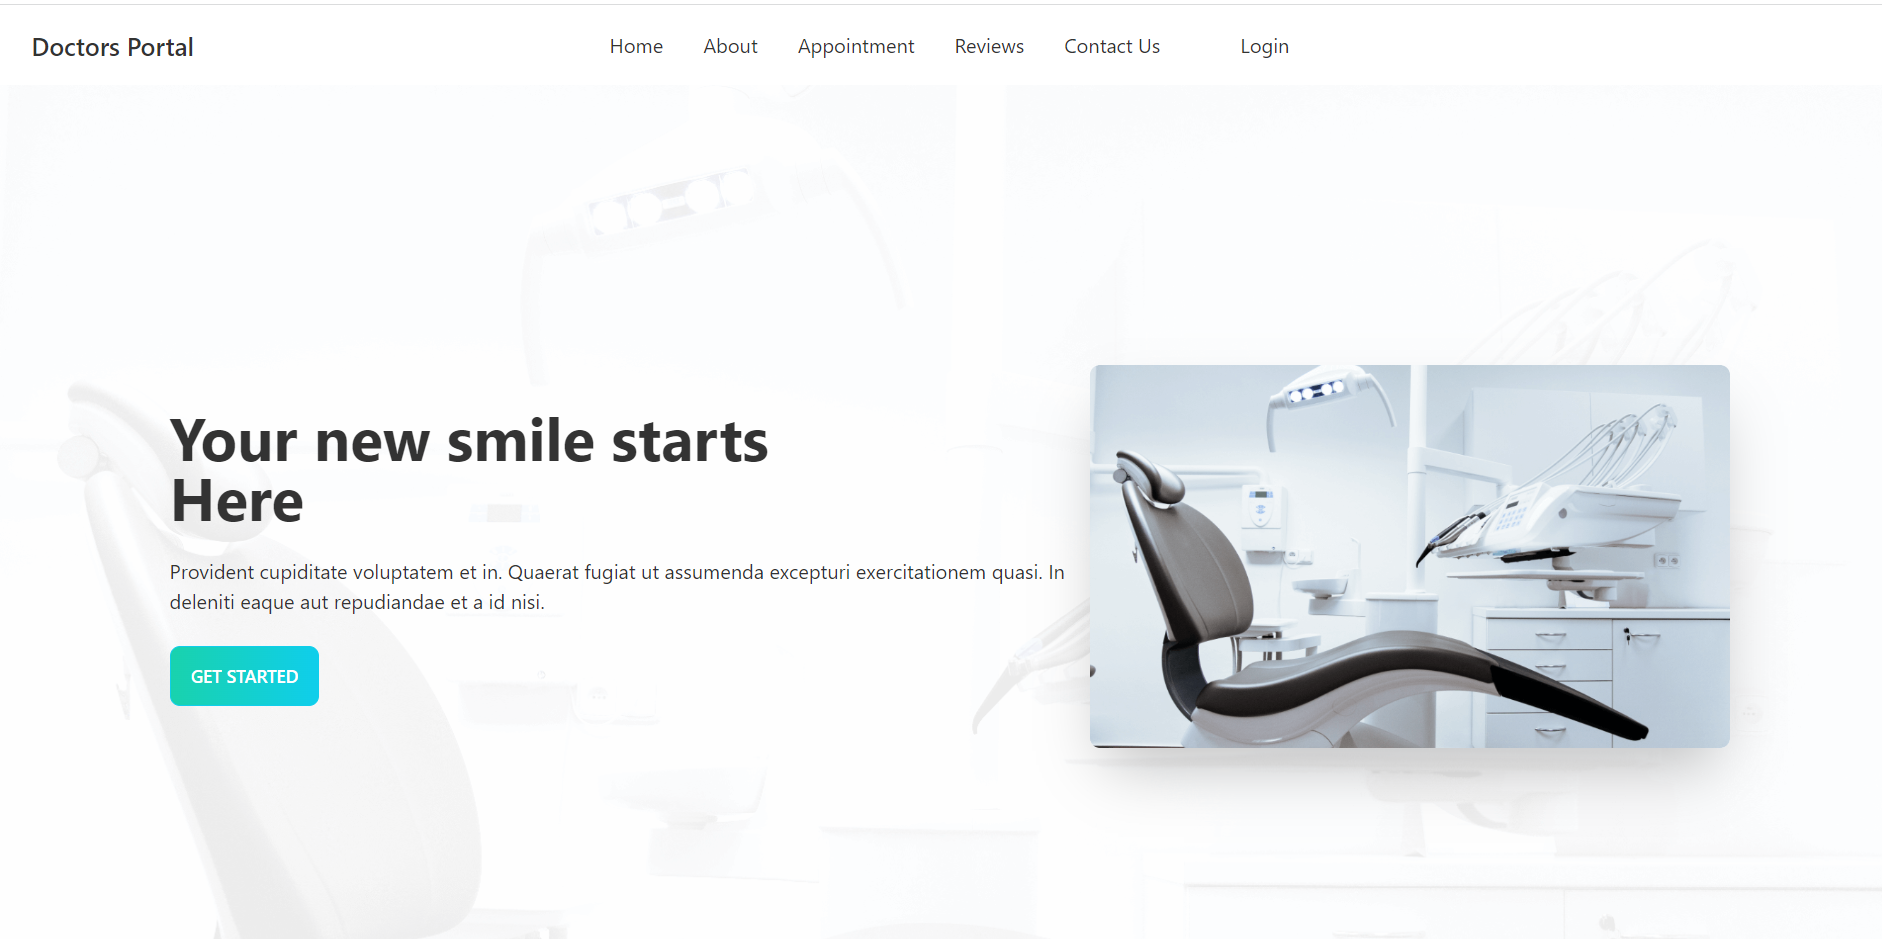 Doctors Portal
Home About Appointment Reviews Contact Us Login
Your new smile starts
Here
Provident cupiditate voluptatem et in. Quaerat fugiat ut assumenda excepturi exercitationem quasi. In
deleniti eaque aut repudiandae et a id nisi.
GET STARTED